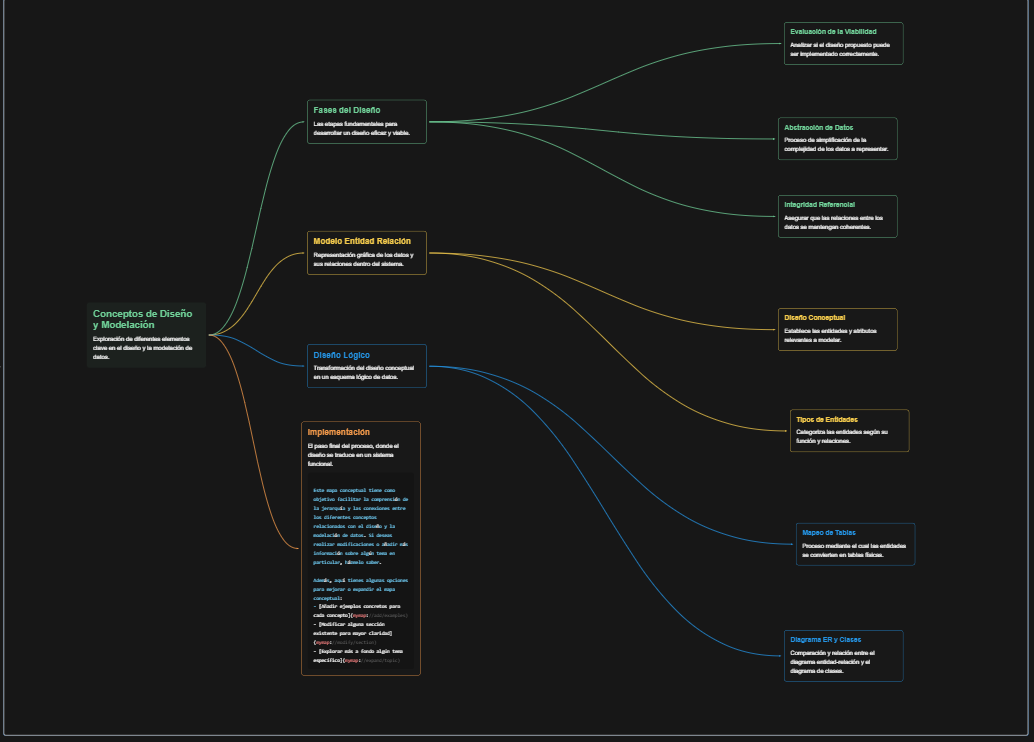 Conceptos de Diseño
y Modelación
Exploración de diferentes elementos
clave en el diseño y la modelación de
datos.
Fases del Diseño
Las etapas fundamentales para
desarrollar un diseño eficaz y viable.
Evaluación de la Viabilidad
Analizar si el diseño propuesto puede
ser implementado correctamente.
Abstracción de Datos
Proceso de simplificación de la
complejidad de los datos a representar.
Integridad Referencial
Asegurar que las relaciones entre los
datos se mantengan coherentes.
Modelo Entidad Relación
Representación gráfica de los datos y
sus relaciones dentro del sistema.
Diseño Conceptual
Establece las entidades y atributos
relevantes a modelar.
Tipos de Entidades
Categoriza las entidades según su
función y relaciones.
Diseño Lógico
Transformación del diseño conceptual
en un esquema lógico de datos.
Mapeo de Tablas
Proceso mediante el cual las entidades
se convierten en tablas físicas.
Diagrama ER y Clases
Comparación y relación entre el
diagrama entidad-relación y el
diagrama de clases.
Implementación
El paso final del proceso, donde el
diseño se traduce en un sistema
funcional.
Este mapa conceptual tiene como
objetivo facilitar la comprensión de
la jerarquía y las conexiones entre
los diferentes conceptos
relacionados con el diseño y la
modelación de datos. Si deseas
realizar modificaciones o añadir más
información sobre algún tema en
particular, házmelo saber.
Además, aquí tienes algunas opciones
para mejorar o expandir el mapa
conceptual:
- [Añadir ejemplos concretos para
cada concepto](
- [Modificar alguna sección
existente para mayor claridad]
- [Explorar más a fondo algún tema
específico](